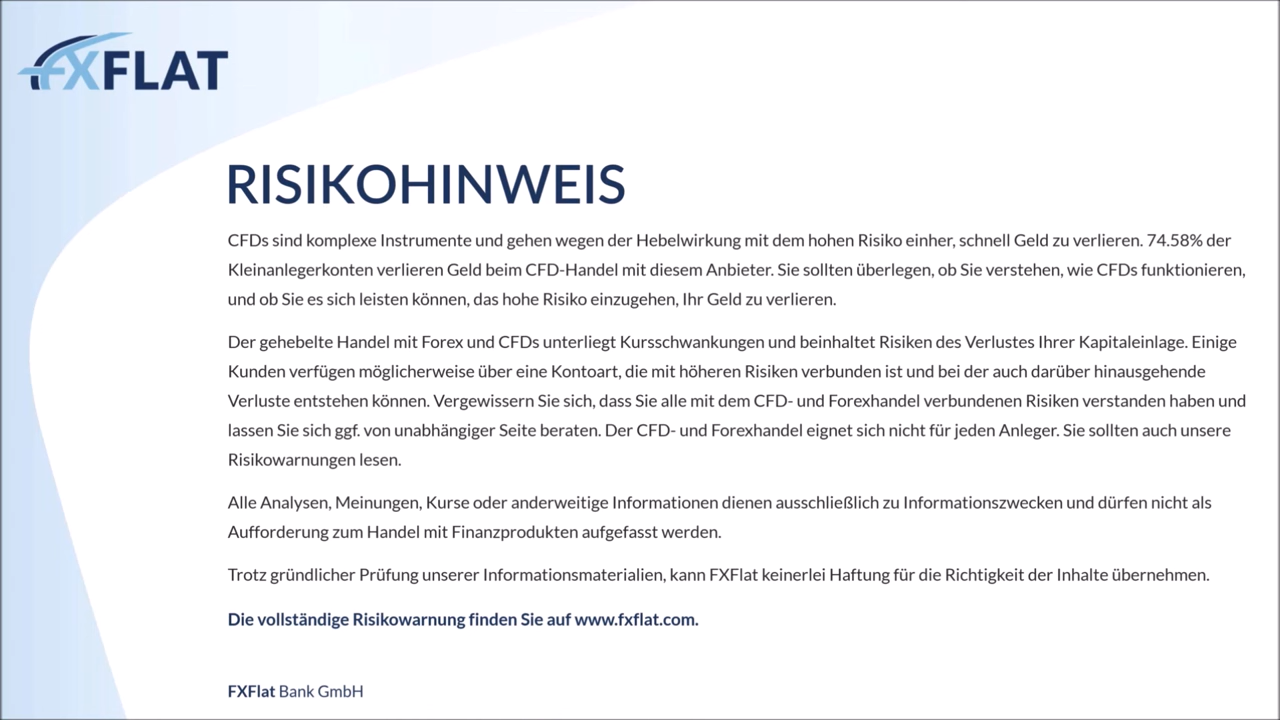 FXFLAT
RISIKOHINWEIS
CFDs sind komplexe Instrumente und gehen wegen der Hebelwirkung mit dem hohen Risiko einher, schnell Geld zu verlieren. 74.58% der
Kleinanlegerkonten verlieren Geld beim CFD-Handel mit diesem Anbieter. Sie sollten überlegen, ob Sie verstehen, wie CFDs funktionieren,
und ob Sie es sich leisten können, das hohe Risiko einzugehen, Ihr Geld zu verlieren.
Der gehebelte Handel mit Forex und CFDs unterliegt Kursschwankungen und beinhaltet Risiken des Verlustes Ihrer Kapitaleinlage. Einige
Kunden verfügen möglicherweise über eine Kontoart, die mit höheren Risiken verbunden ist und bei der auch darüber hinausgehende
Verluste entstehen können. Vergewissern Sie sich, dass Sie alle mit dem CFD- und Forexhandel verbundenen Risiken verstanden haben und
lassen Sie sich ggf. von unabhängiger Seite beraten. Der CFD- und Forexhandel eignet sich nicht für jeden Anleger. Sie sollten auch unsere
Risikowarnungen lesen.
Alle Analysen, Meinungen, Kurse oder anderweitige Informationen dienen ausschließlich zu Informationszwecken und dürfen nicht als
Aufforderung zum Handel mit Finanzprodukten aufgefasst werden.
Trotz gründlicher Prüfung unserer Informationsmaterialien, kann FXFlat keinerlei Haftung für die Richtigkeit der Inhalte übernehmen.
Die vollständige Risikowarnung finden Sie auf www.fxflat.com.
FXFlat Bank GmbH